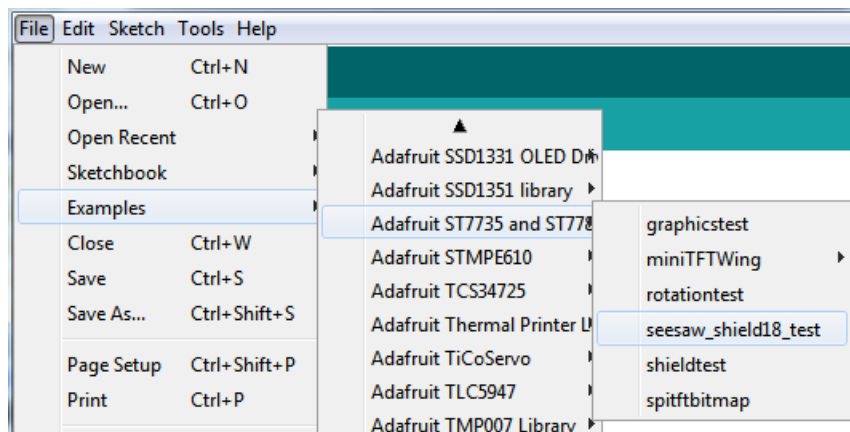 File Edit Sketch Tools Help
New Ctrl+N
Open... Ctrl+O
Open Recent
Sketchbook
Examples
Close Ctrl+W
Save Ctrl+S
Save As... Ctrl+Shift+S
Page Setup Ctrl+Shift+P
Print Ctrl+P
Adafruit SSD1331 OLED Dri
Adafruit SSD1351 library
Adafruit ST7735 and ST778
Adafruit STMPE610
Adafruit TCS34725
Adafruit Thermal Printer L
Adafruit TiCoServo
Adafruit TLC5947
Adafruit TMP007 Library
graphicstest
miniTFTWing
rotationtest
seesaw_shield18_test
shieldtest
spitftbitmap